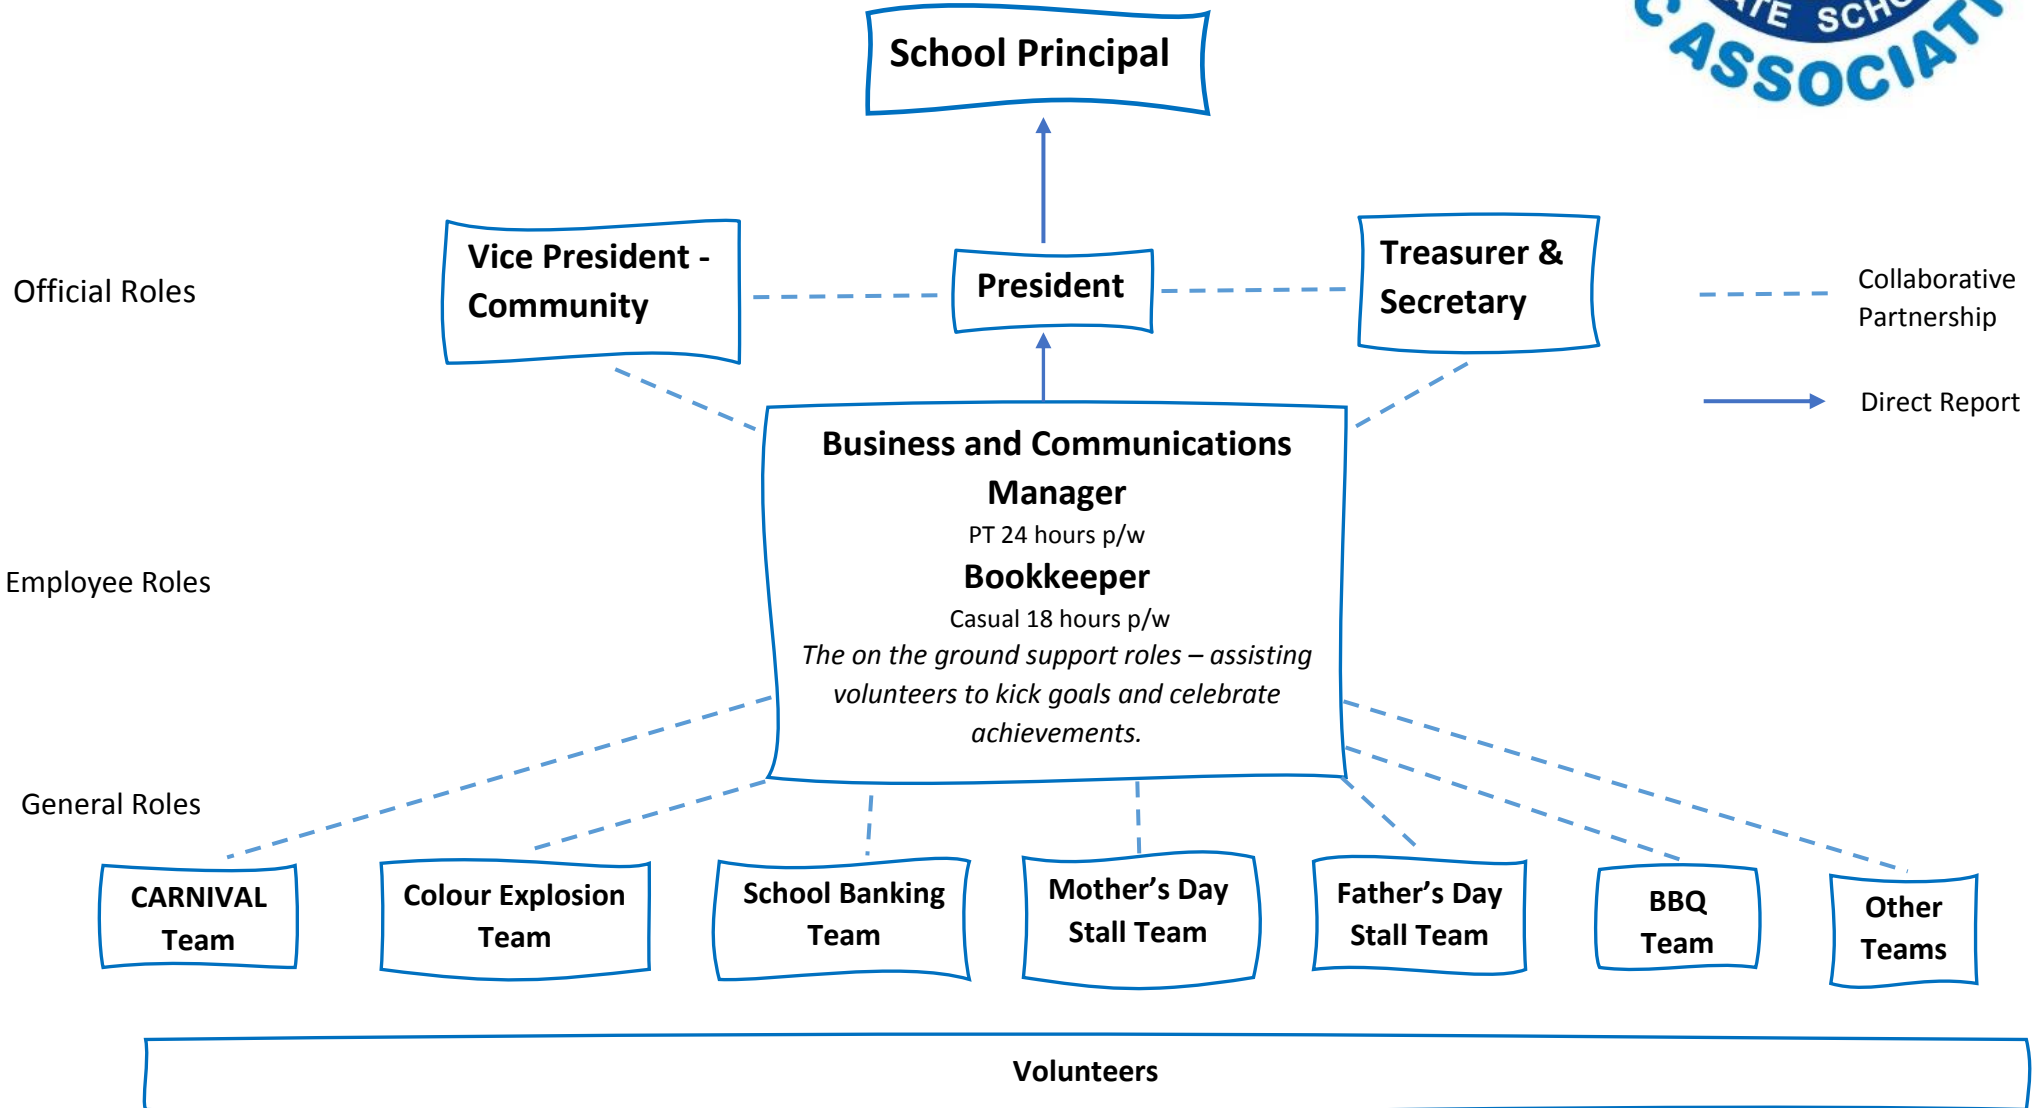 ATE SCHO
C ASSOCIATI
School Principal
Official Roles
Vice President -
Community
President
Treasurer &
Secretary
Collaborative
Partnership
Direct Report
Employee Roles
Business and Communications
Manager
PT 24 hours p/w
Bookkeeper
Casual 18 hours p/w
The on the ground support roles – assisting
volunteers to kick goals and celebrate
achievements.
General Roles
CARNIVAL
Team
Colour Explosion
Team
School Banking
Team
Mother’s Day
Stall Team
Father’s Day
Stall Team
BBQ
Team
Other
Teams
Volunteers